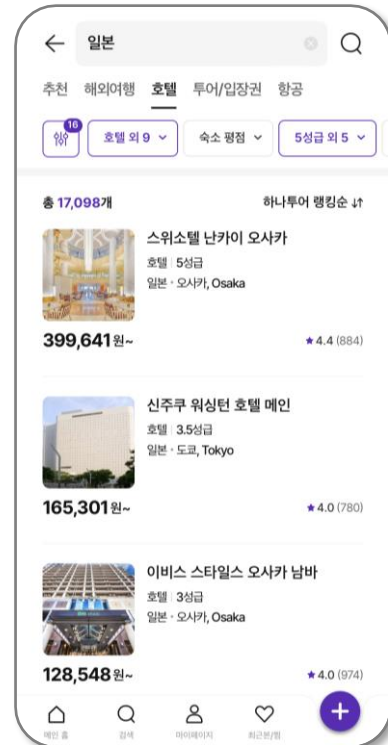 일본
추천 해외여행 호텔 투어/입장권 항공
16
호텔 외 9 숙소 평점 5성급 외 5
총 17,098개 하나투어 랭킹순
스위소텔 난카이 오사카
호텔 5성급
일본 · 오사카, Osaka
399,641원~ ★4.4 (884)
신주쿠 워싱턴 호텔 메인
호텔 3.5성급
일본 · 도쿄, Tokyo
165,301원~ ★4.0 (780)
이비스 스타일스 오사카 남바
호텔 3성급
일본 · 오사카, Osaka
128,548원~ ★4.0 (974)
메인 홈 검색 마이페이지 최근본/찜